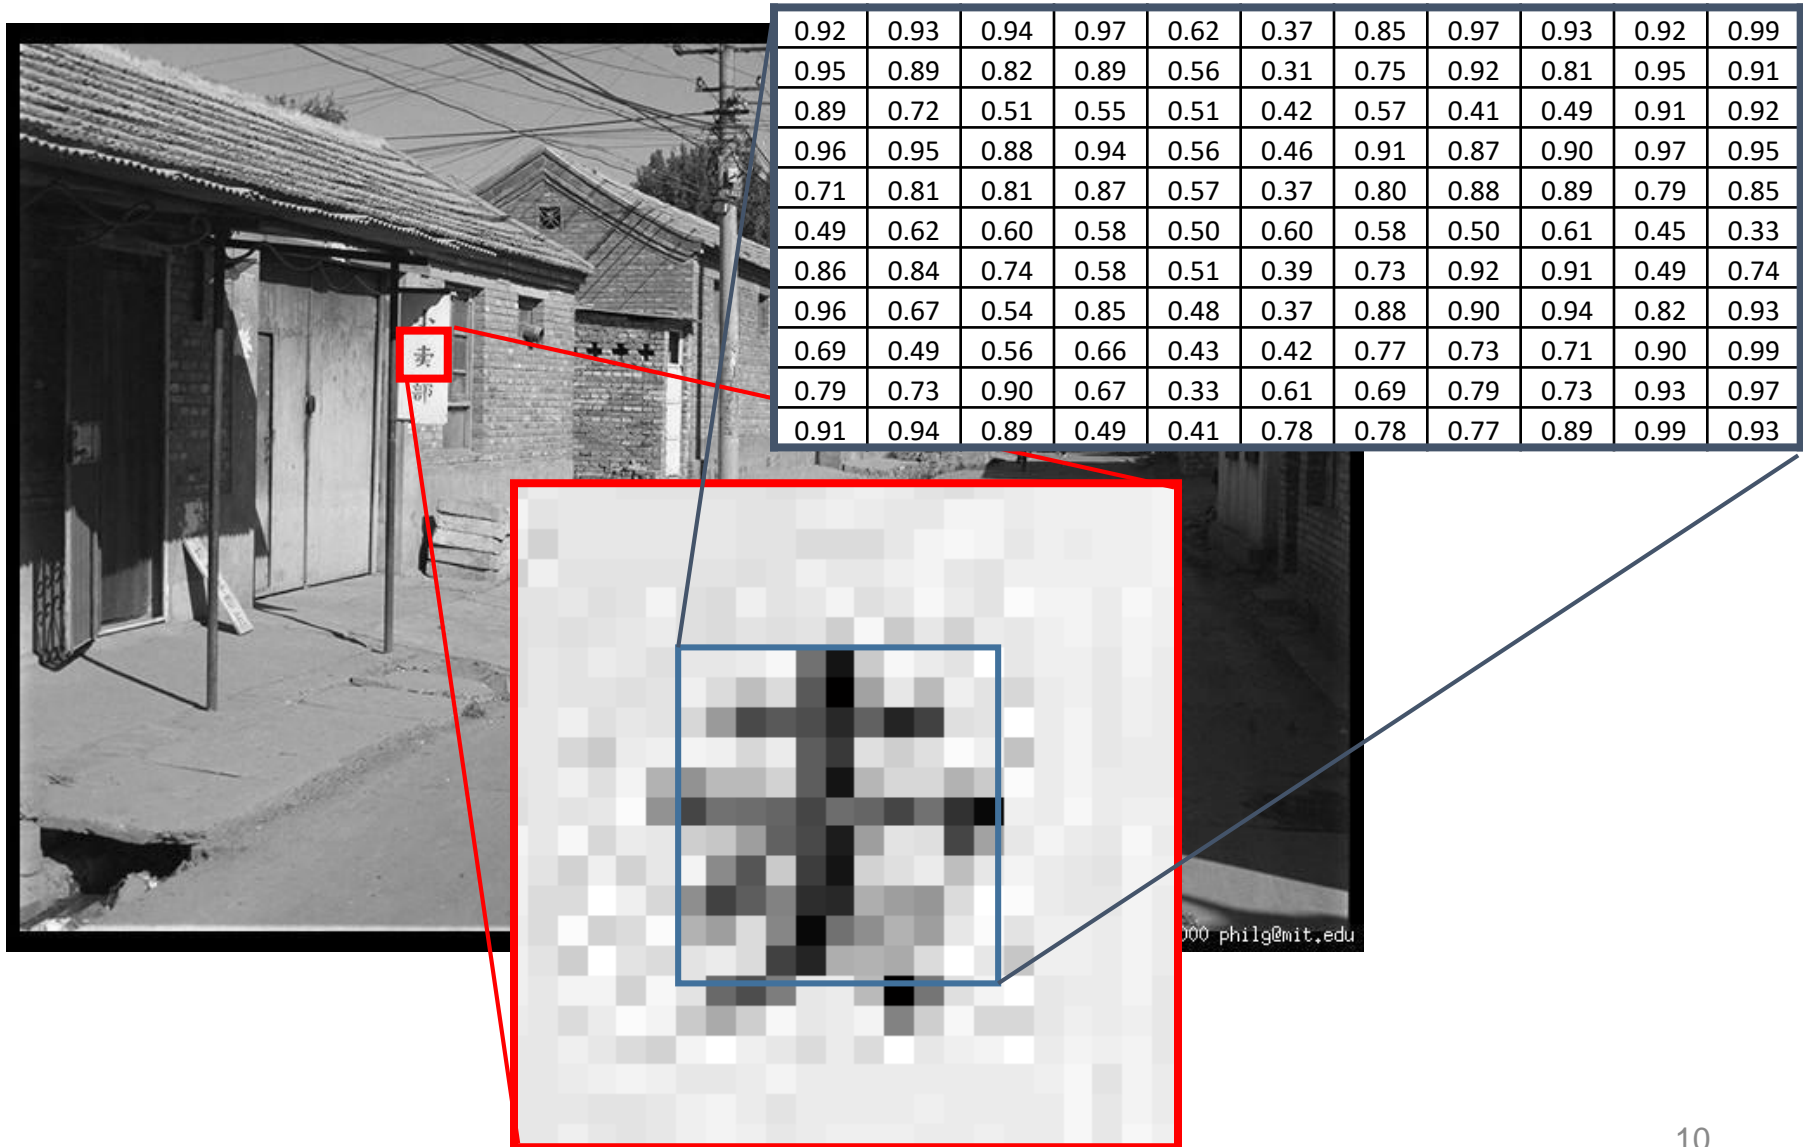 0.92 0.93 0.94 0.97 0.62 0.37 0.85 0.97 0.93 0.92 0.99
0.95 0.89 0.82 0.89 0.56 0.31 0.75 0.92 0.81 0.95 0.91
0.89 0.72 0.51 0.55 0.51 0.42 0.57 0.41 0.49 0.91 0.92
0.96 0.95 0.88 0.94 0.56 0.46 0.91 0.87 0.90 0.97 0.95
0.71 0.81 0.81 0.87 0.57 0.37 0.80 0.88 0.89 0.79 0.85
0.49 0.62 0.60 0.58 0.50 0.60 0.58 0.50 0.61 0.45 0.33
0.86 0.84 0.74 0.58 0.51 0.39 0.73 0.92 0.91 0.49 0.74
0.96 0.67 0.54 0.85 0.48 0.37 0.88 0.90 0.94 0.82 0.93
0.69 0.49 0.56 0.66 0.43 0.42 0.77 0.73 0.71 0.90 0.99
0.79 0.73 0.90 0.67 0.33 0.61 0.69 0.79 0.73 0.93 0.97
0.91 0.94 0.89 0.49 0.41 0.78 0.78 0.77 0.89 0.99 0.93
卖
部
philg@mit.edu
10